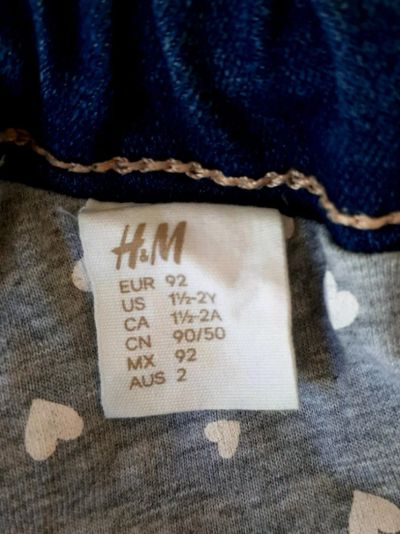 H&M
EUR 92
US 1½-2Y
CA 1½-2A
CN 90/50
MX 92
AUS 2